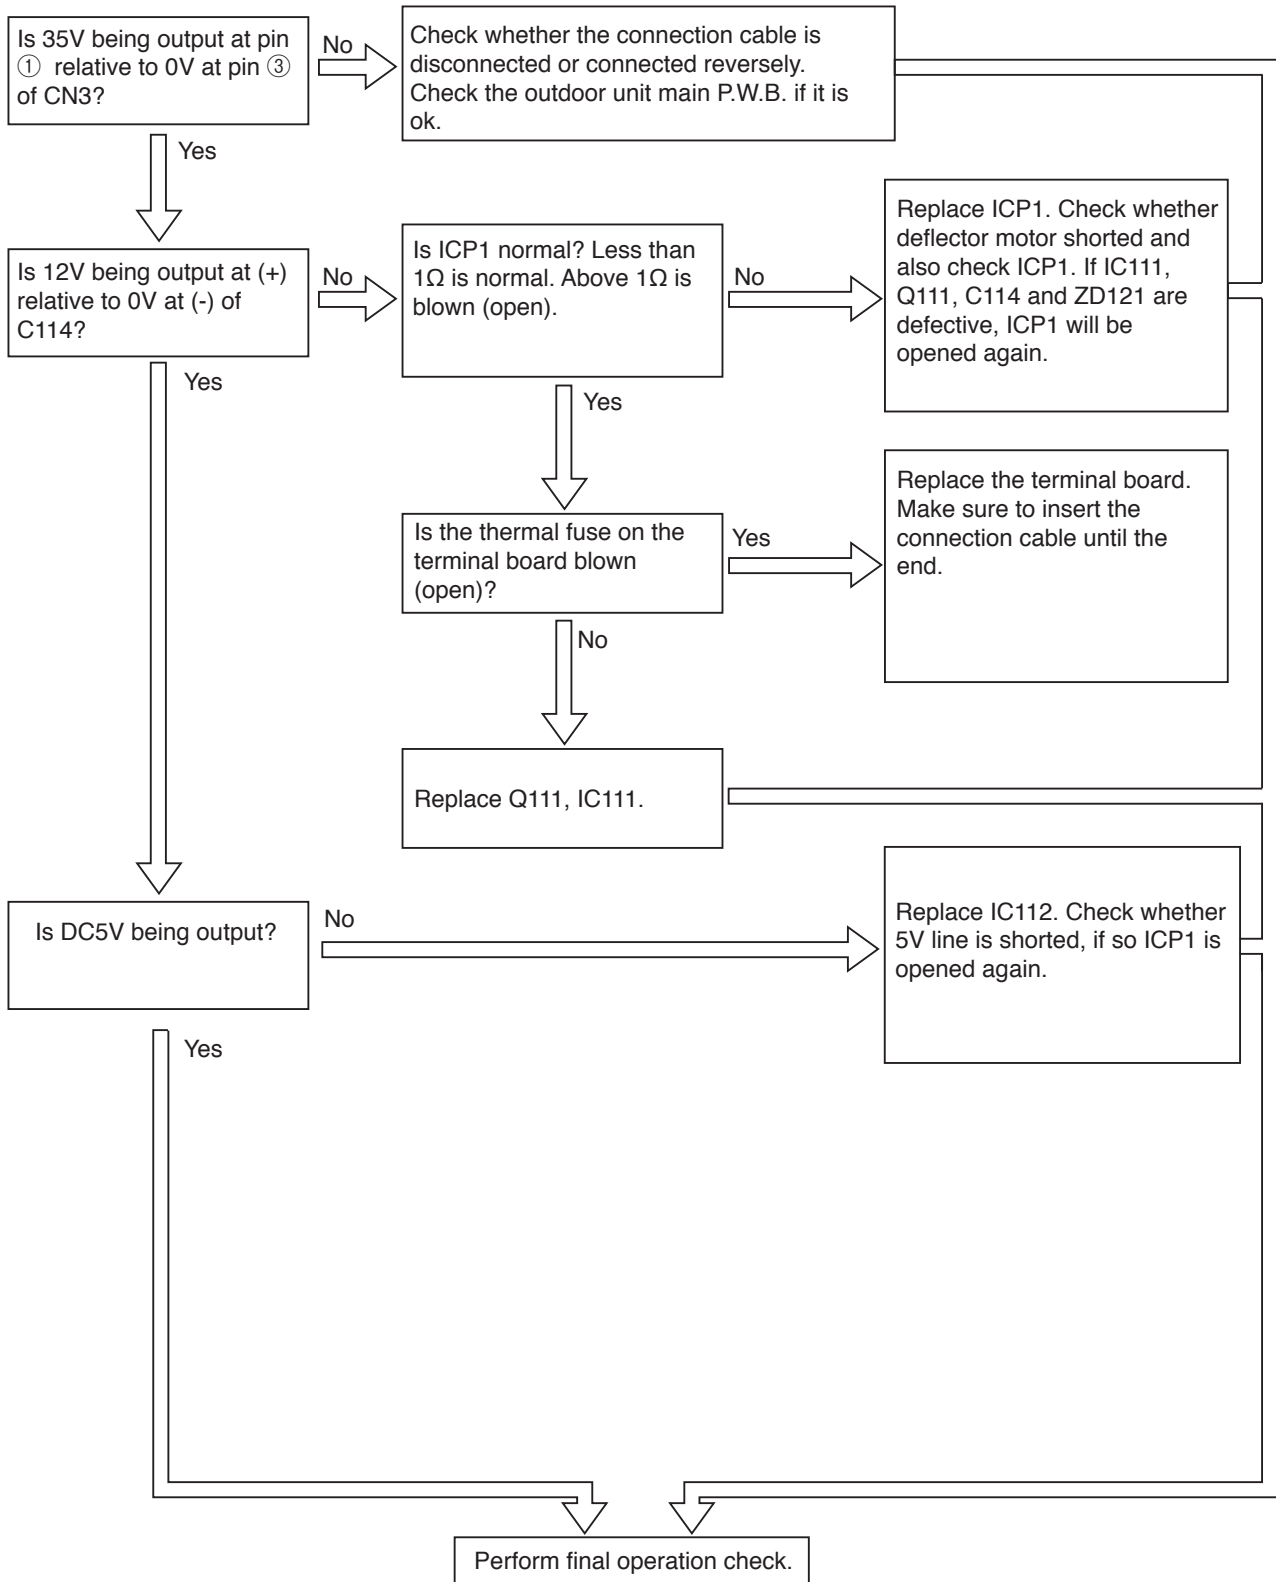 Is 35V being output at pin
① relative to 0V at pin ③
of CN3?
No
Check whether the connection cable is
disconnected or connected reversely.
Check the outdoor unit main P.W.B. if it is
ok.
Yes
Is 12V being output at (+)
relative to 0V at (-) of
C114?
No
Is ICP1 normal? Less than
1Ω is normal. Above 1Ω is
blown (open).
No
Replace ICP1. Check whether
deflector motor shorted and
also check ICP1. If IC111,
Q111, C114 and ZD121 are
defective, ICP1 will be
opened again.
Yes
Yes
Is the thermal fuse on the
terminal board blown
(open)?
Yes
Replace the terminal board.
Make sure to insert the
connection cable until the
end.
No
Replace Q111, IC111.
Is DC5V being output?
No
Replace IC112. Check whether
5V line is shorted, if so ICP1 is
opened again.
Yes
Perform final operation check.